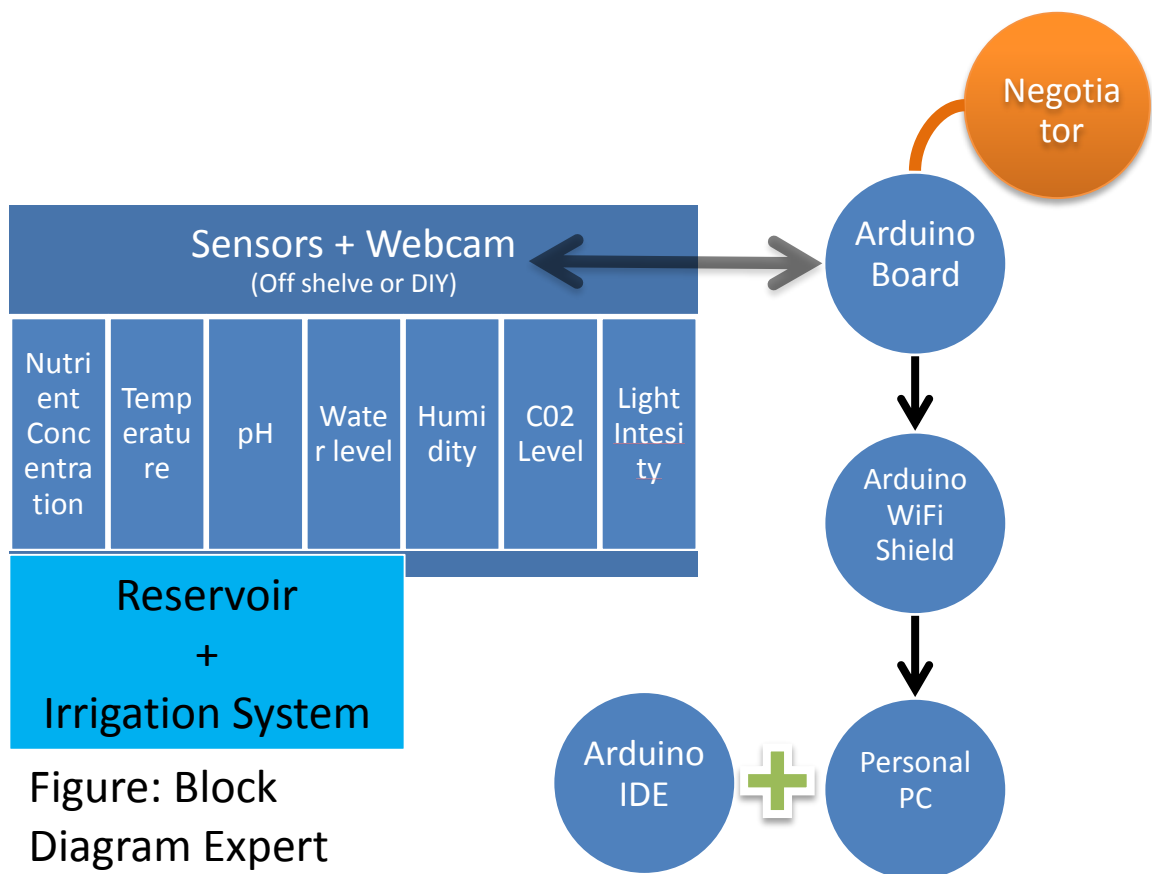 Negotia
tor
Arduino
Board
Sensors + Webcam
(Off shelve or DIY)
Nutri
ent
Conc
entra
tion
Temp
eratu
re
pH
Wate
r level
Humi
dity
C02
Level
Light
Intesi
ty
Arduino
WiFi
Shield
Reservoir
+
Irrigation System
Arduino
IDE
Personal
PC
Figure: Block
Diagram Expert